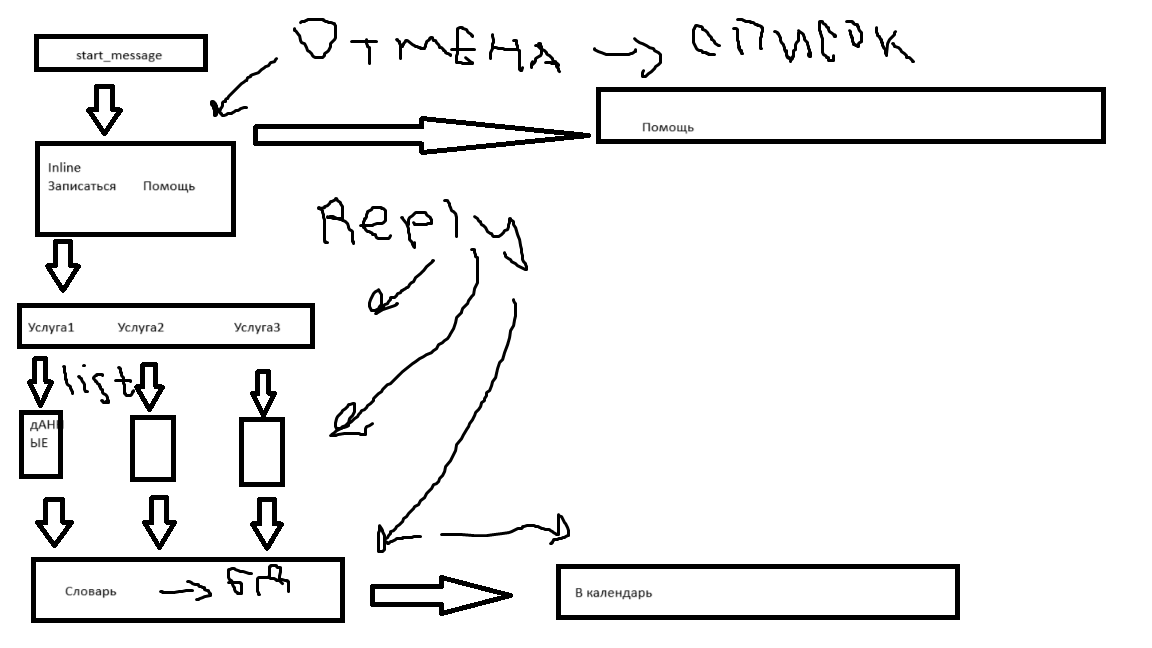 start_message
ОТМЕНА → СПИСОК
Помощь
Inline
Записаться Помощь
Reply
Услуга1 Услуга2 Услуга3
list
дАНН
ЫЕ
Словарь → БД
В календарь